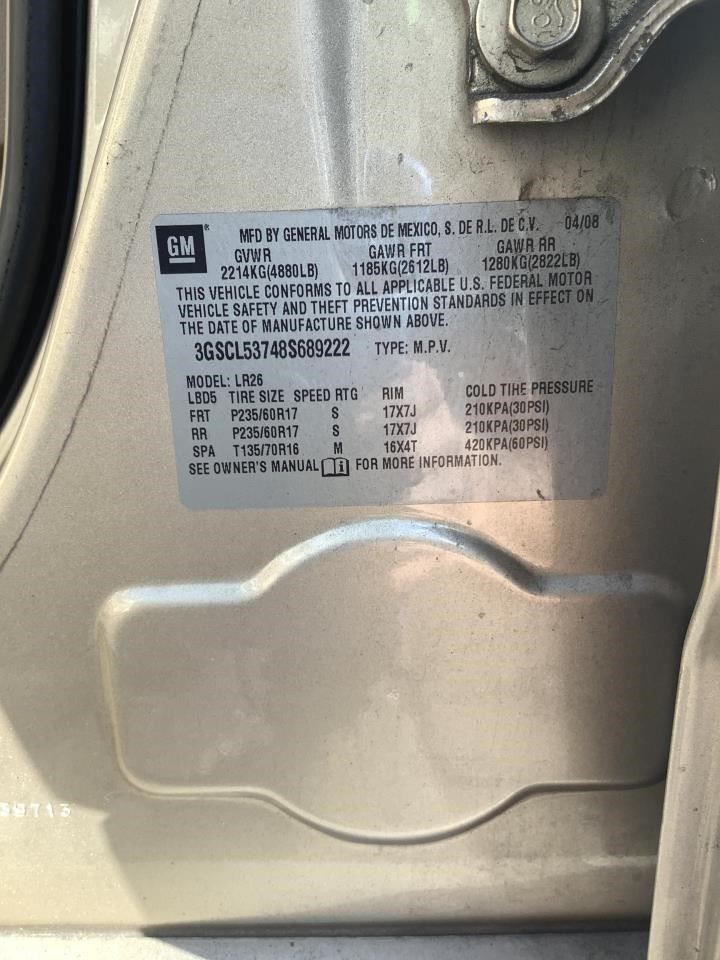 GM ® MFD BY GENERAL MOTORS DE MEXICO, S. DE R.L. DE C.V. 04/08
GVWR GAWR FRT GAWR RR
2214KG(4880LB) 1185KG(2612LB) 1280KG(2822LB)
THIS VEHICLE CONFORMS TO ALL APPLICABLE U.S. FEDERAL MOTOR
VEHICLE SAFETY AND THEFT PREVENTION STANDARDS IN EFFECT ON
THE DATE OF MANUFACTURE SHOWN ABOVE.
3GSCL53748S689222 TYPE: M.P.V.
MODEL: LR26
LBD5 TIRE SIZE SPEED RTG RIM COLD TIHE PRESSURE
FRT P235/60R17 S 17X7J 210KPA(30PSI)
RR P235/60R17 S 17X7J 210KPA(30PSI)
SPA T135/70R16 M 16X4T 420KPA(60PSI)
SEE OWNER'S MANUAL FOR MORE INFORMATION.